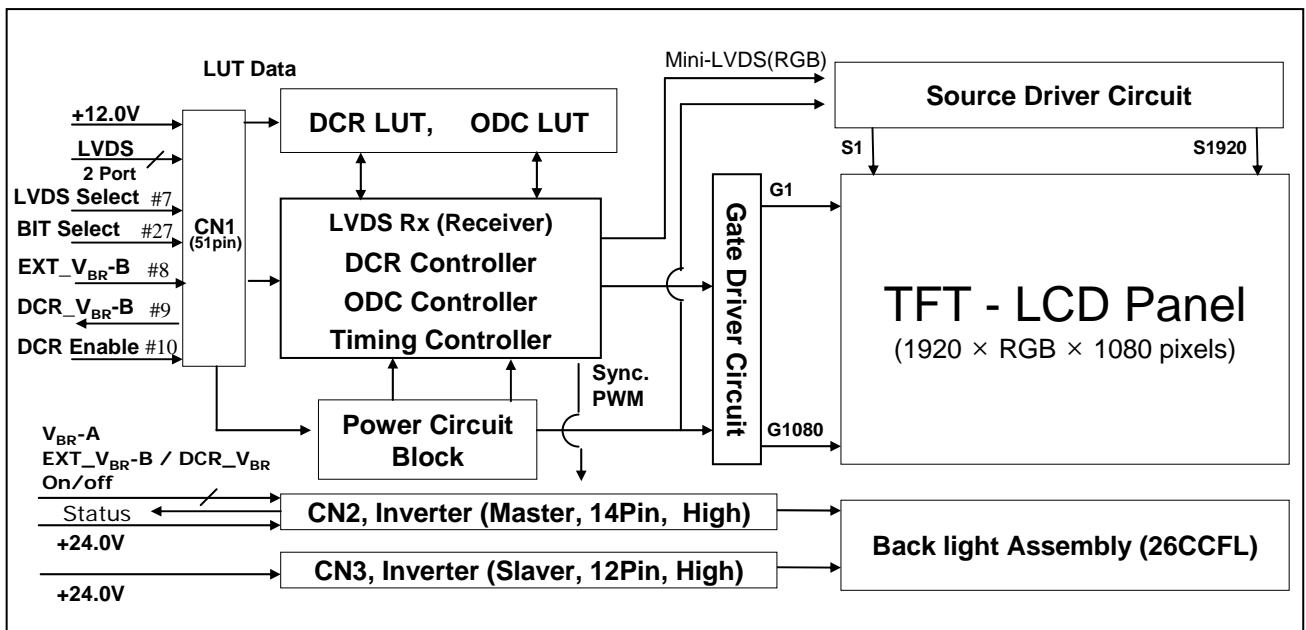 LUT Data
Mini-LVDS(RGB)
+12.0V
LVDS
2 Port
LVDS Select #7
BIT Select #27
EXT_VBR-B #8
DCR_VBR-B #9
DCR Enable #10
CN1
(51pin)
DCR LUT, ODC LUT
LVDS Rx (Receiver)
DCR Controller
ODC Controller
Timing Controller
Power Circuit
Block
Sync.
PWM
Source Driver Circuit
S1
S1920
Gate Driver Circuit
G1
G1080
TFT - LCD Panel
(1920 × RGB × 1080 pixels)
VBR-A
EXT_VBR-B / DCR_VBR
On/off
Status
+24.0V
CN2, Inverter (Master, 14Pin, High)
CN3, Inverter (Slaver, 12Pin, High)
+24.0V
Back light Assembly (26CCFL)